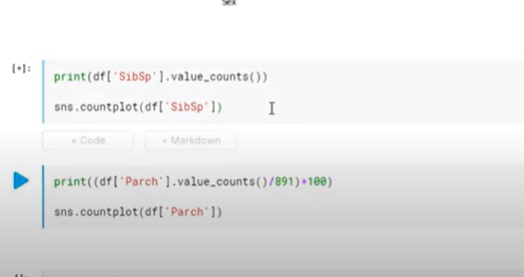 Sex
[*]:
print(df['SibSp'].value_counts())
sns.countplot(df['SibSp'])
+ Code
+ Markdown
print((df['Parch'].value_counts()/891)*100)
sns.countplot(df['Parch'])